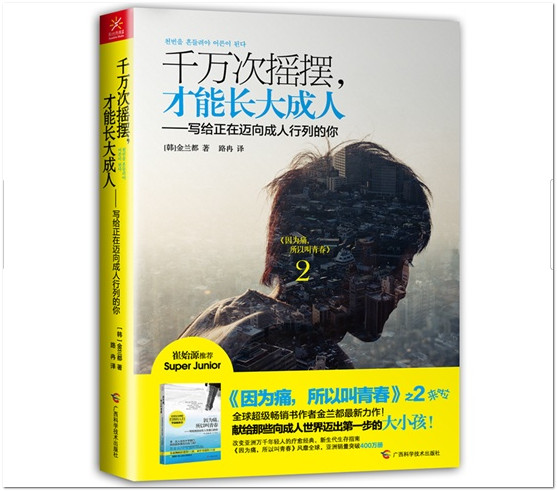 千万次摇摆,
才能长大成人
——写给正在迈向成人行列的你
[韩]金兰都 著
路冉 译
广西科学技术出版社
천번을 흔들려야 어른이 된다
千万次摇摆,
才能长大成人
——写给正在迈向成人行列的你
[韩]金兰都 著 路冉 译
《因为痛,
所以叫青春》
2
崔始源推荐
Super Junior
《因为痛，所以叫青春》之2来啦
全球超级畅销书作者金兰都最新力作!
献给那些向成人世界迈出第一步的大小孩!
改变亚洲万千年轻人的疗愈经典、新生代生存指南
《因为痛，所以叫青春》风靡全球，亚洲销量突破400万册
因为痛,
所以叫青春
广西科学技术出版社